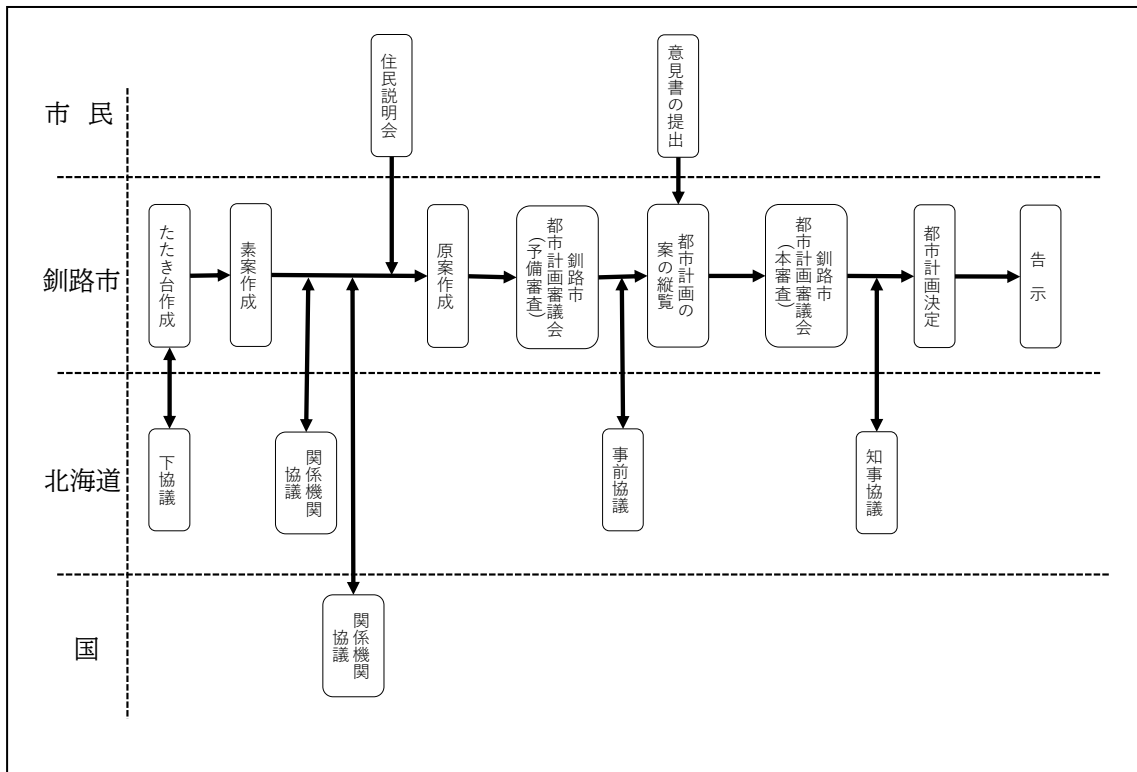 市 民
住民説明会
意見書の提出
釧路市
たたき台作成
素案作成
原案作成
釧路市
都市計画審議会
（予備審査）
都市計画の
案の縦覧
釧路市
都市計画審議会
（本審査）
都市計画決定
告 示
北海道
下協議
関係機関
協議
事前協議
知事協議
国
関係機関
協議